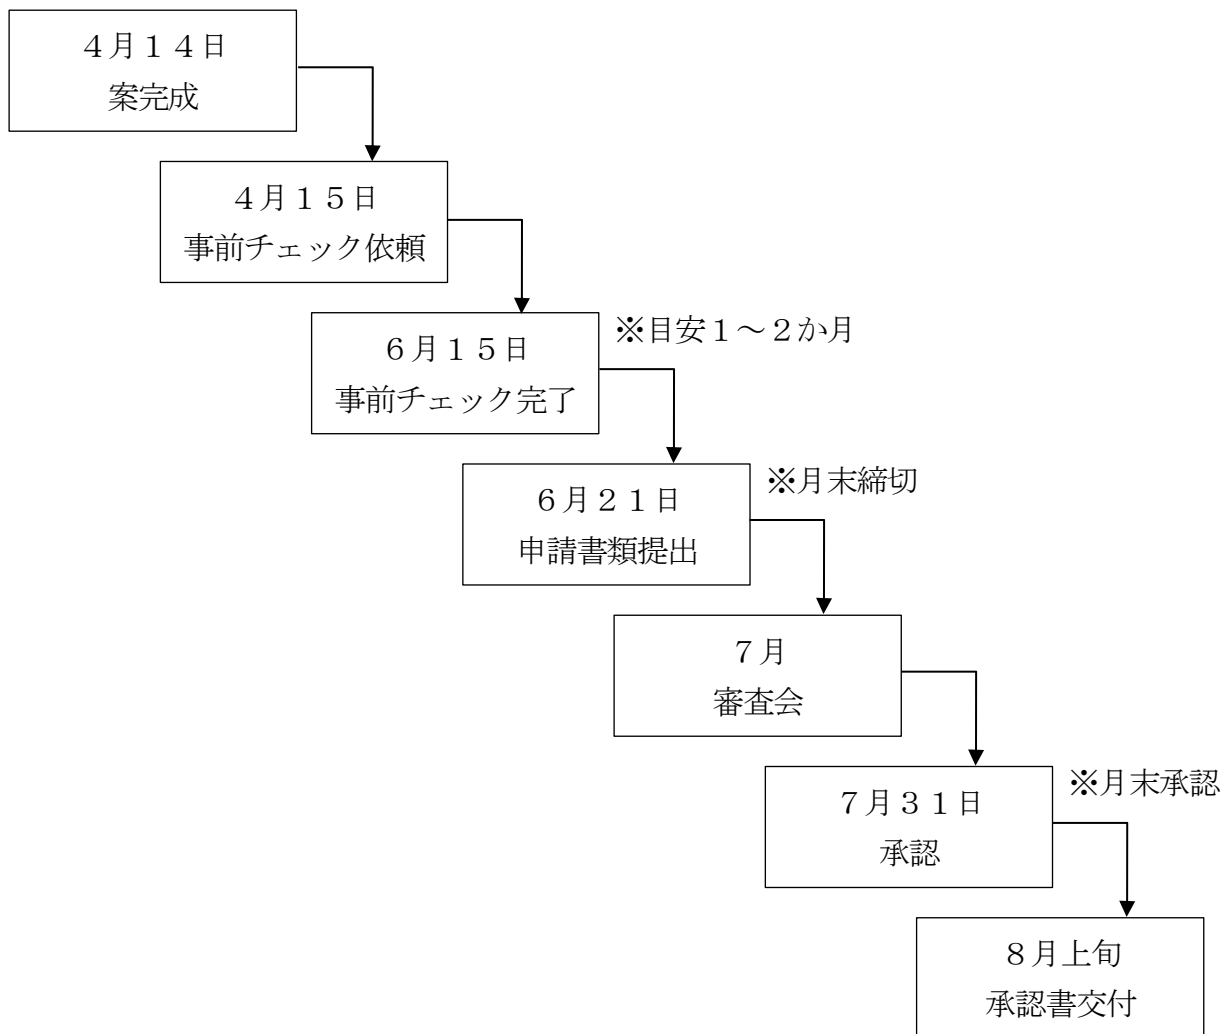 ４月１４日
案完成
４月１５日
事前チェック依頼
※目安１～２か月
６月１５日
事前チェック完了
※月末締切
６月２１日
申請書類提出
７月
審査会
※月末承認
７月３１日
承認
８月上旬
承認書交付